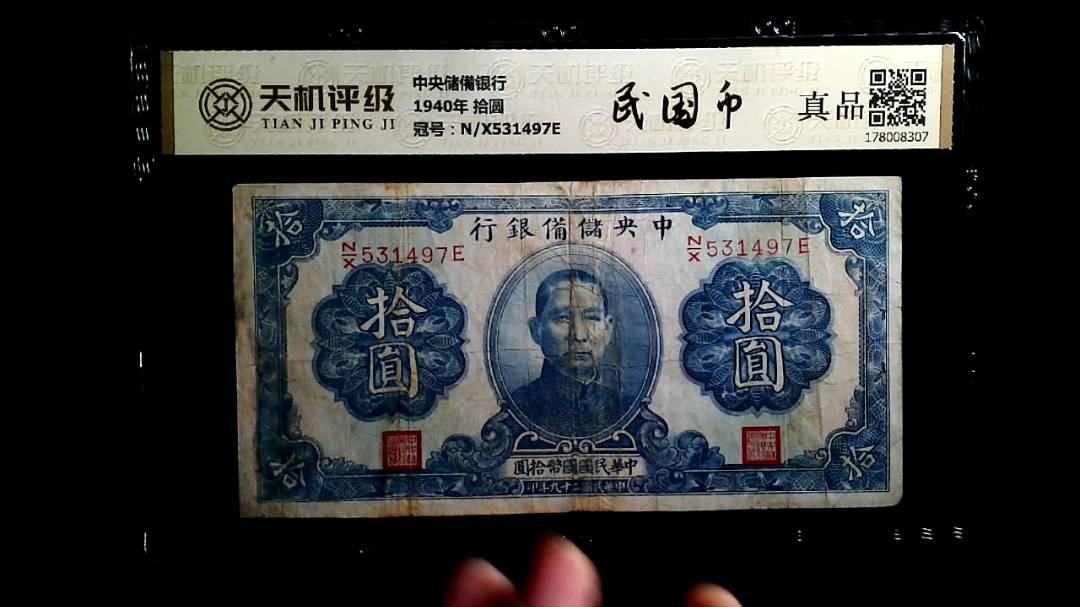 天机评级
TIAN JI PING JI
中央储備银行
1940年 拾圆
冠号：N/X531497E
民国币
真品
178008307
拾
拾
行銀備儲央中
N/X531497E
N/X531497E
拾圓
拾圓
圓拾幣國國民華中
拾
拾